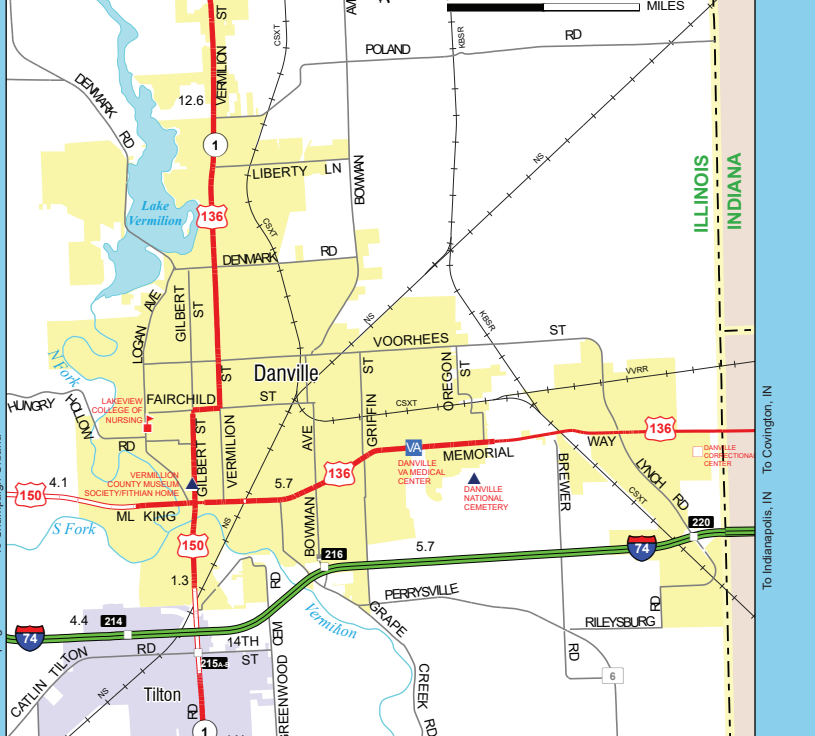 ST
CSXT
AV
KBSR
MILES
POLAND
RD
DENMARK
RD
12.6
VERMILION
1
NS
LIBERTY LN
BOWMAN
ILLINOIS
INDIANA
Lake
Vermilion
136
CSXT
DENMARK
RD
GILBERT
ST
LOGAN
AVE
NS
KBSR
VOORHEES
ST
N Fork
Danville
ST
ST
OREGON
ST
VVRR
HUNGRY
HOLLOW
RD
LAKEVIEW
COLLEGE OF
NURSING
FAIRCHILD
ST
CSXT
GRIFFIN
To Covington, IN
GILBERT ST
VERMILION
AVE
136
WAY
MEMORIAL
VA
DANVILLE
VA MEDICAL
CENTER
DANVILLE
CORRECTIONAL
CENTER
VERMILLION
COUNTY MUSEUM
SOCIETY/FITHIAN HOME
DANVILLE
NATIONAL
CEMETERY
BREWER
LYNCH
RD
CSXT
150
4.1
5.7
136
ML KING
S Fork
NS
BOWMAN
150
216
5.7
74
220
To Indianapolis, IN
1.3
RD
Vermilion
PERRYSVILLE
GRAPE
CREEK
RD
RILEYSBURG
RD
RD
6
74
4.4
214
CATLIN
TILTON
RD
14TH
ST
215A-B
CEM
GREENWOOD
NS
Tilton
RD
1